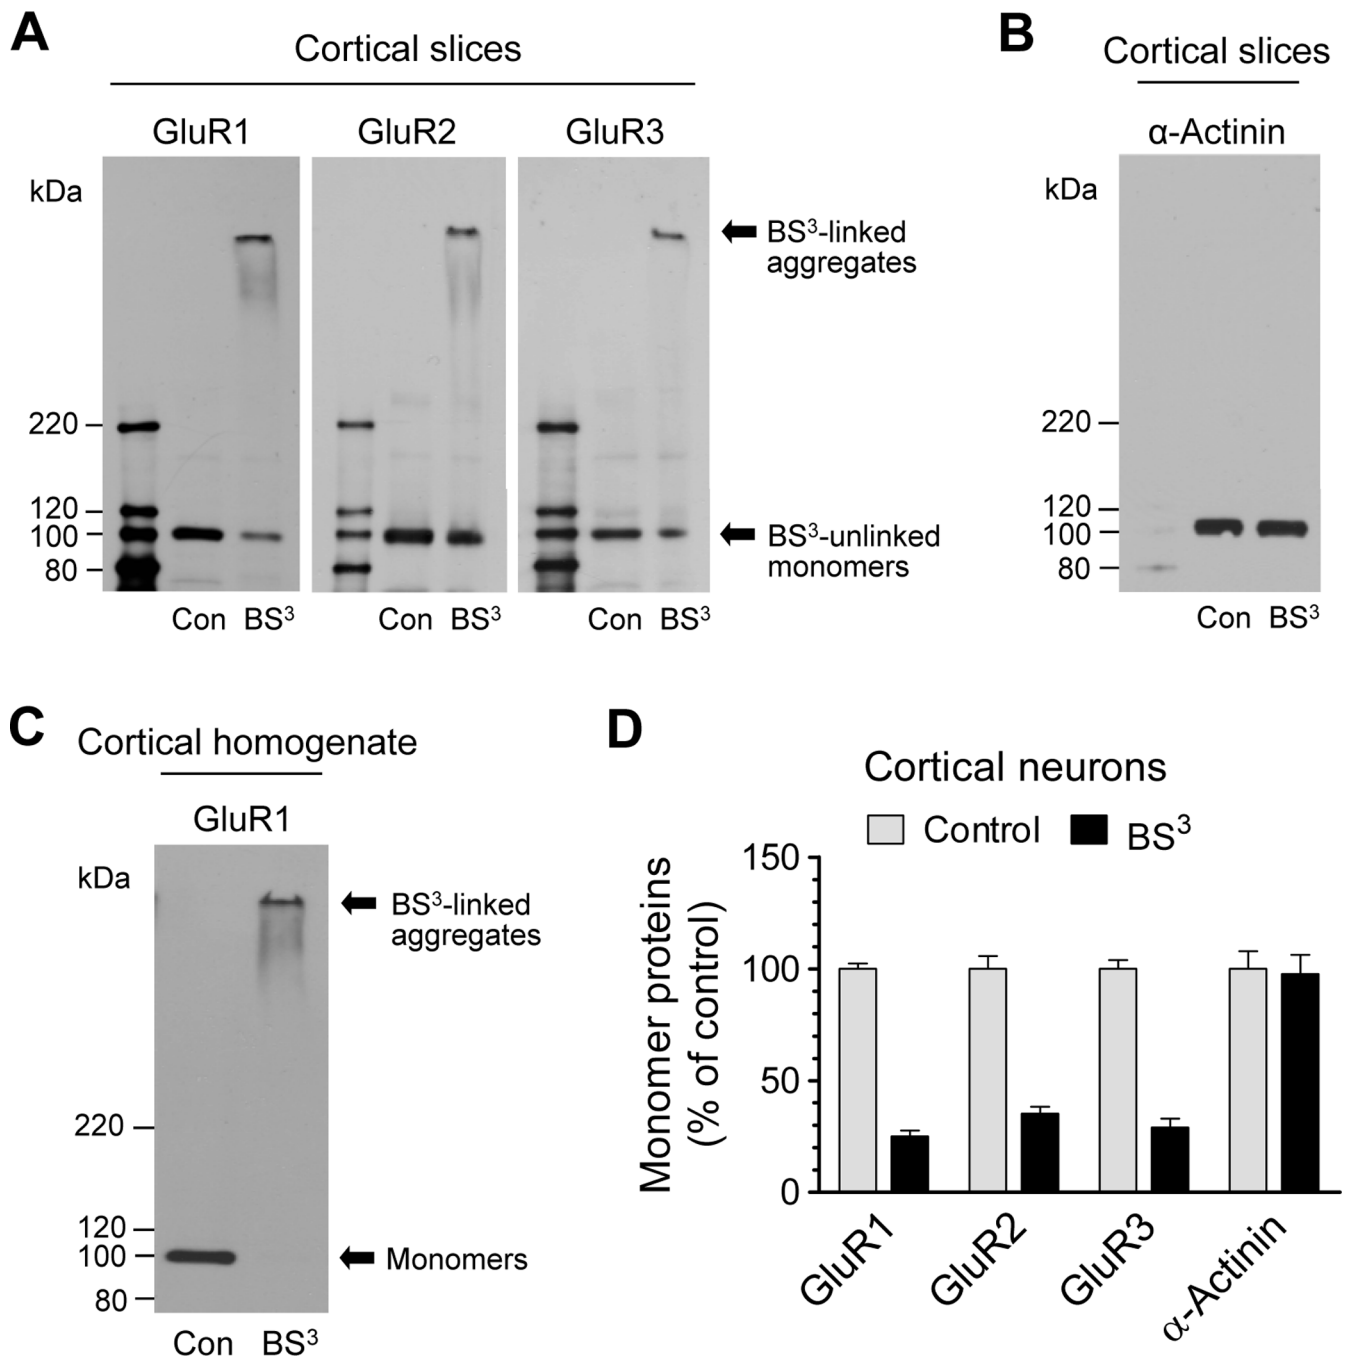 A
Cortical slices
GluR1 GluR2 GluR3
kDa
BS³-linked
aggregates
220
120
100
80
BS³-unlinked
monomers
Con BS³ Con BS³ Con BS³
B
Cortical slices
α-Actinin
kDa
220
120
100
80
Con BS³
C
Cortical homogenate
GluR1
kDa
BS³-linked
aggregates
220
120
100
80
Monomers
Con BS³
D
Cortical neurons
Control BS³
Monomer proteins
(% of control)
150
100
50
0
GluR1
GluR2
GluR3
α-Actinin